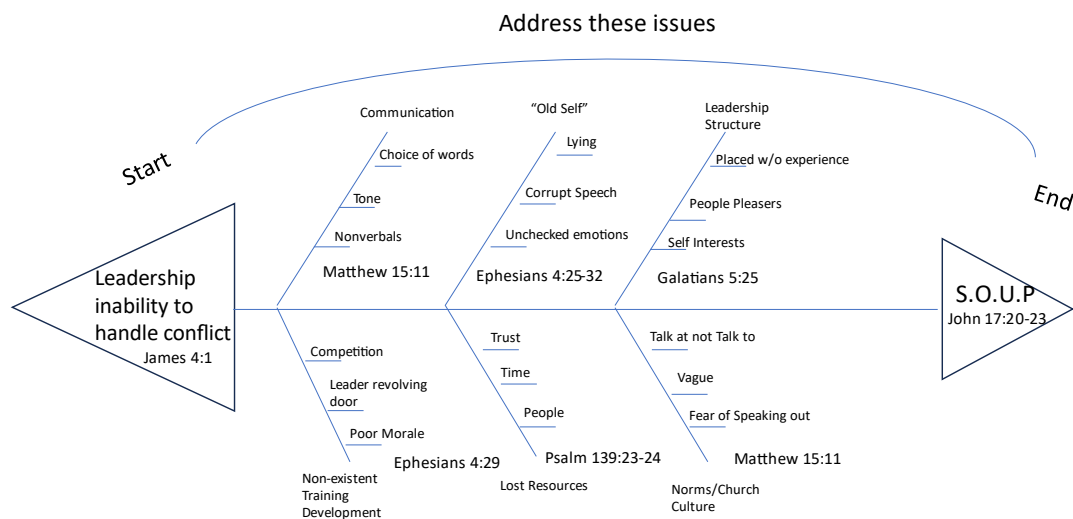 Address these issues
Start
End
Communication
Choice of words
Tone
Nonverbals
Matthew 15:11
“Old Self”
Lying
Corrupt Speech
Unchecked emotions
Ephesians 4:25-32
Leadership
Structure
Placed w/o experience
People Pleasers
Self Interests
Galatians 5:25
Leadership
inability to
handle conflict
James 4:1
S.O.U.P
John 17:20-23
Competition
Leader revolving
door
Poor Morale
Ephesians 4:29
Non-existent
Training
Development
Trust
Time
People
Psalm 139:23-24
Lost Resources
Talk at not Talk to
Vague
Fear of Speaking out
Matthew 15:11
Norms/Church
Culture